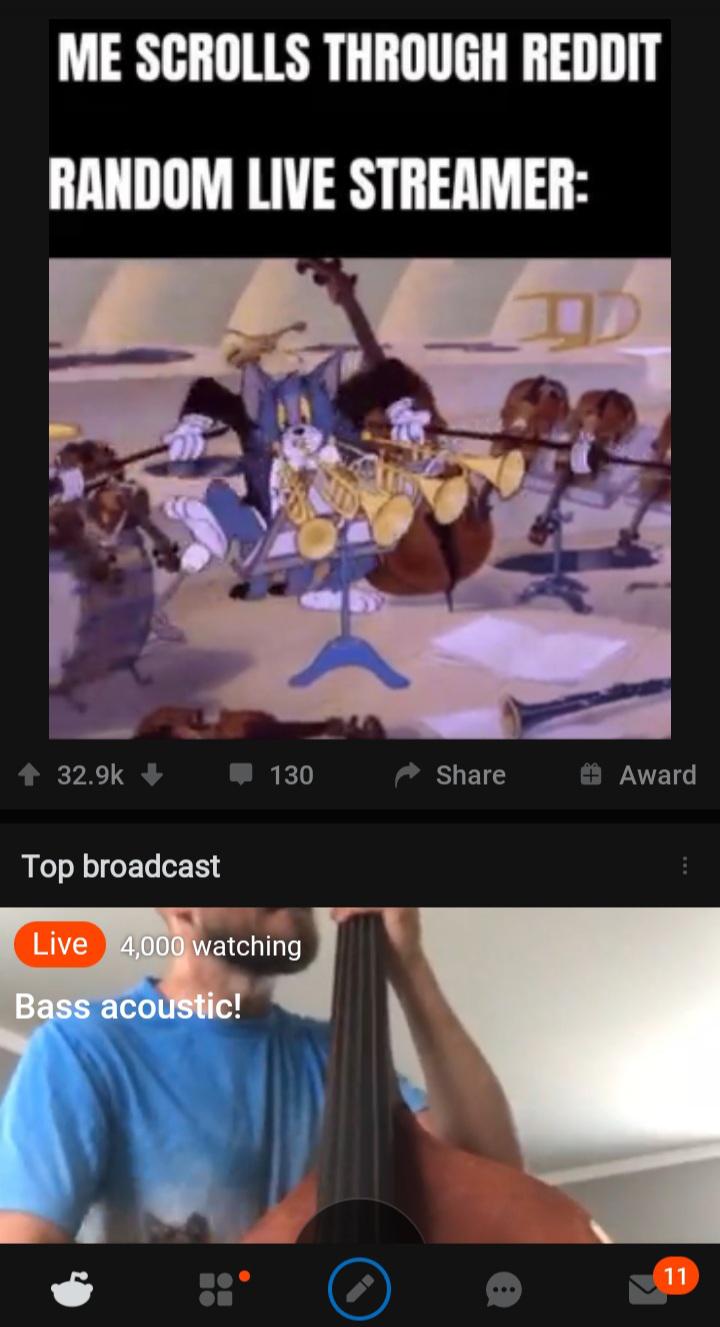 ME SCROLLS THROUGH REDDIT
RANDOM LIVE STREAMER:
32.9k
130
Share
Award
Top broadcast
Live 4,000 watching
Bass acoustic!
11